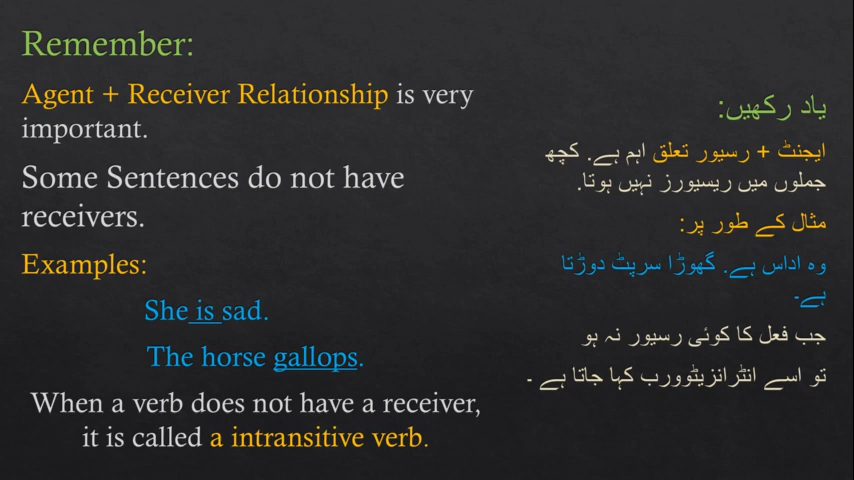 Remember:
Agent + Receiver Relationship is very
important.
Some Sentences do not have
receivers.
Examples:
She is sad.
The horse gallops.
When a verb does not have a receiver,
it is called a intransitive verb.
یاد رکھیں:
ایجنٹ + رسیور تعلق اہم ہے. کچھ
جملوں میں ریسیورز نہیں ہوتا.
مثال کے طور پر:
وہ اداس ہے. گھوڑا سرپٹ دوڑتا
ہے۔
جب فعل کا کوئی رسیور نہ ہو
تو اسے انٹرانزیٹوورب کہا جاتا ہے ۔